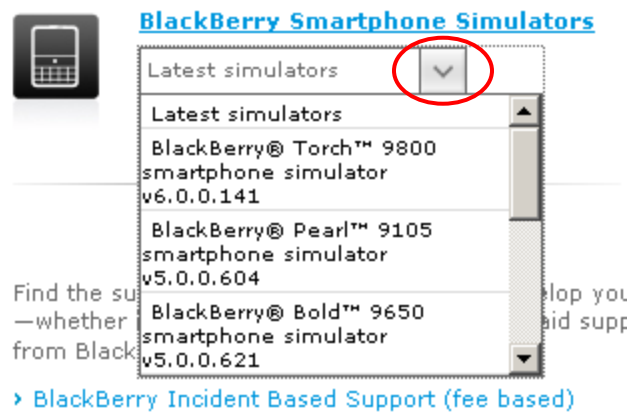 BlackBerry Smartphone Simulators
Latest simulators
Latest simulators
BlackBerry® Torch™ 9800
smartphone simulator
v6.0.0.141
BlackBerry® Pearl™ 9105
smartphone simulator
v5.0.0.604
BlackBerry® Bold™ 9650
smartphone simulator
v5.0.0.621
Find the
—whether
from
› BlackBerry Incident Based Support (fee based)